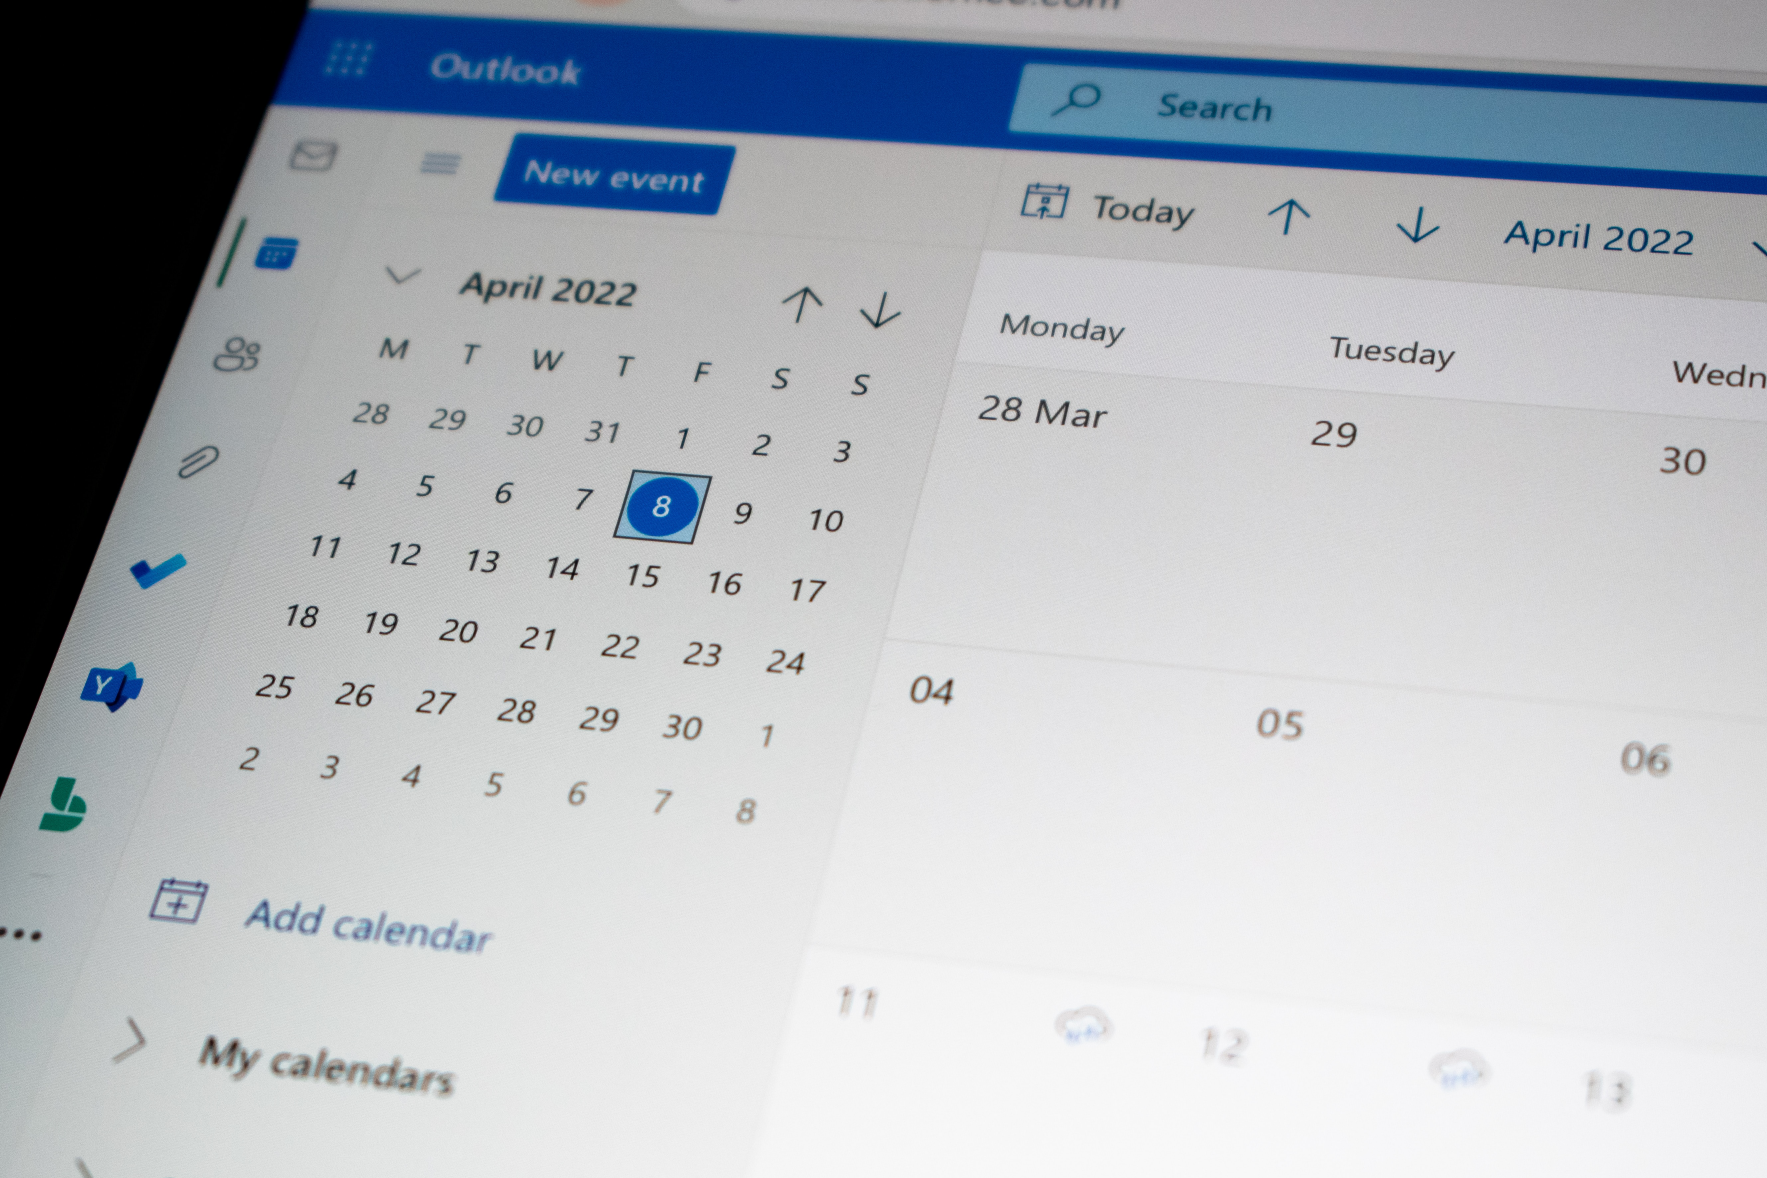 Outlook
Search
New event
Today
April 2022
April 2022
M T W T F S S
28 29 30 31 1 2 3
4 5 6 7 8 9 10
11 12 13 14 15 16 17
18 19 20 21 22 23 24
25 26 27 28 29 30 1
2 3 4 5 6 7 8
Add calendar
My calendars
Monday Tuesday Wedn
28 Mar 29 30
04 05 06
11 12 13
Y